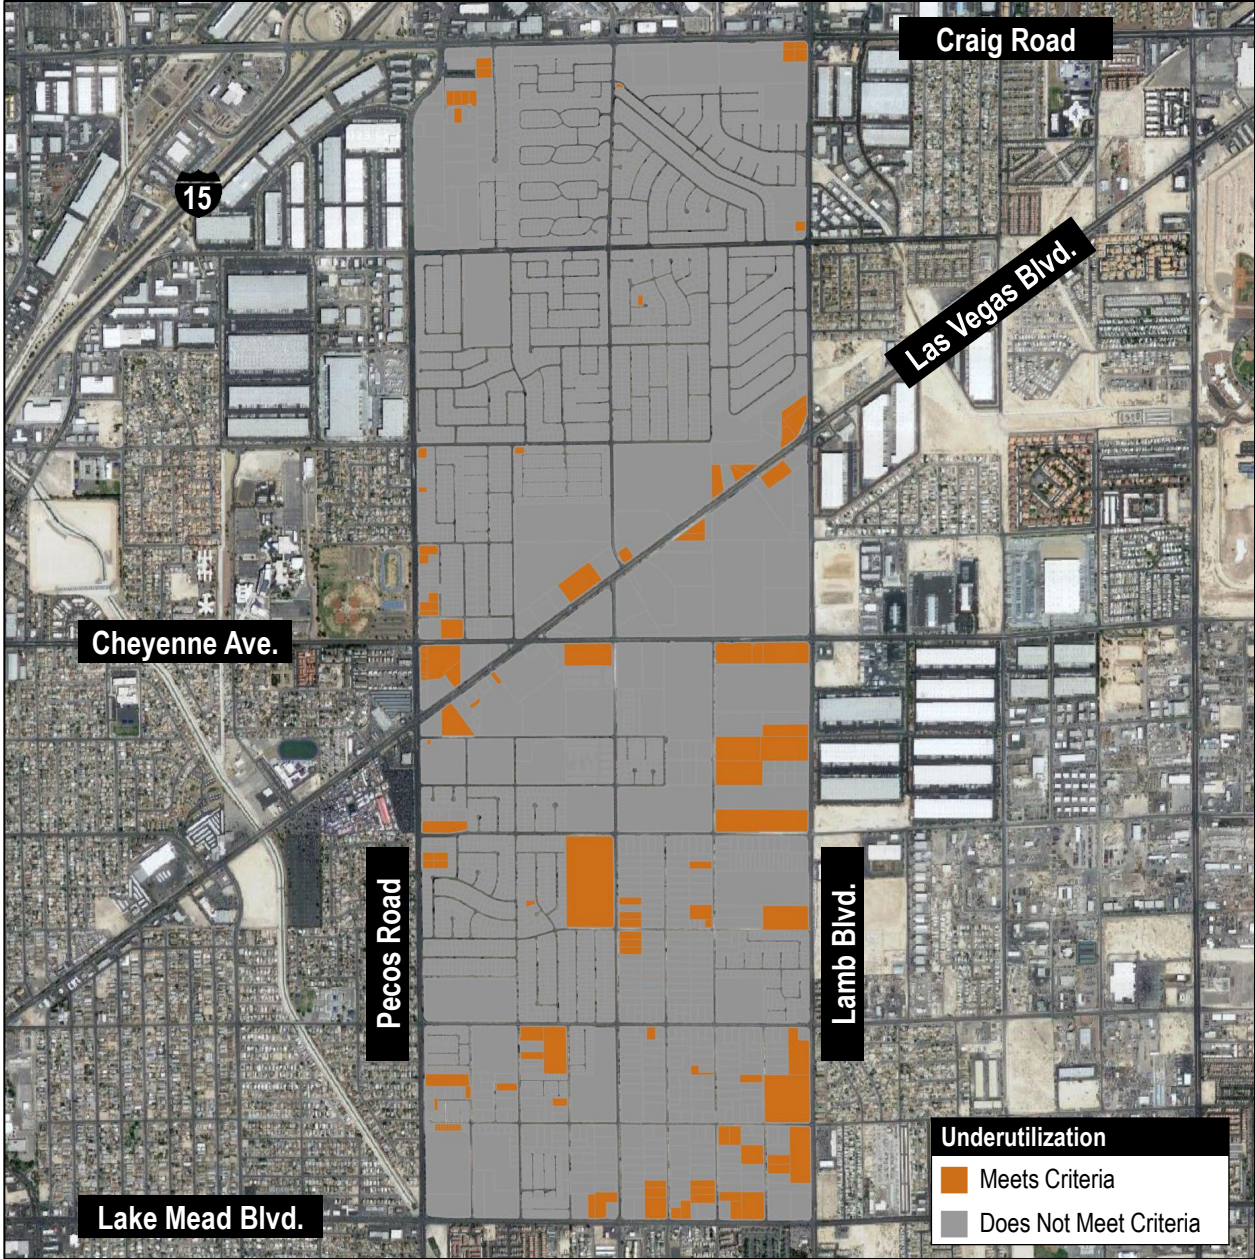 Craig Road
15
Las Vegas Blvd.
Cheyenne Ave.
Pecos Road
Lamb Blvd.
Lake Mead Blvd.
Underutilization
Meets Criteria
Does Not Meet Criteria